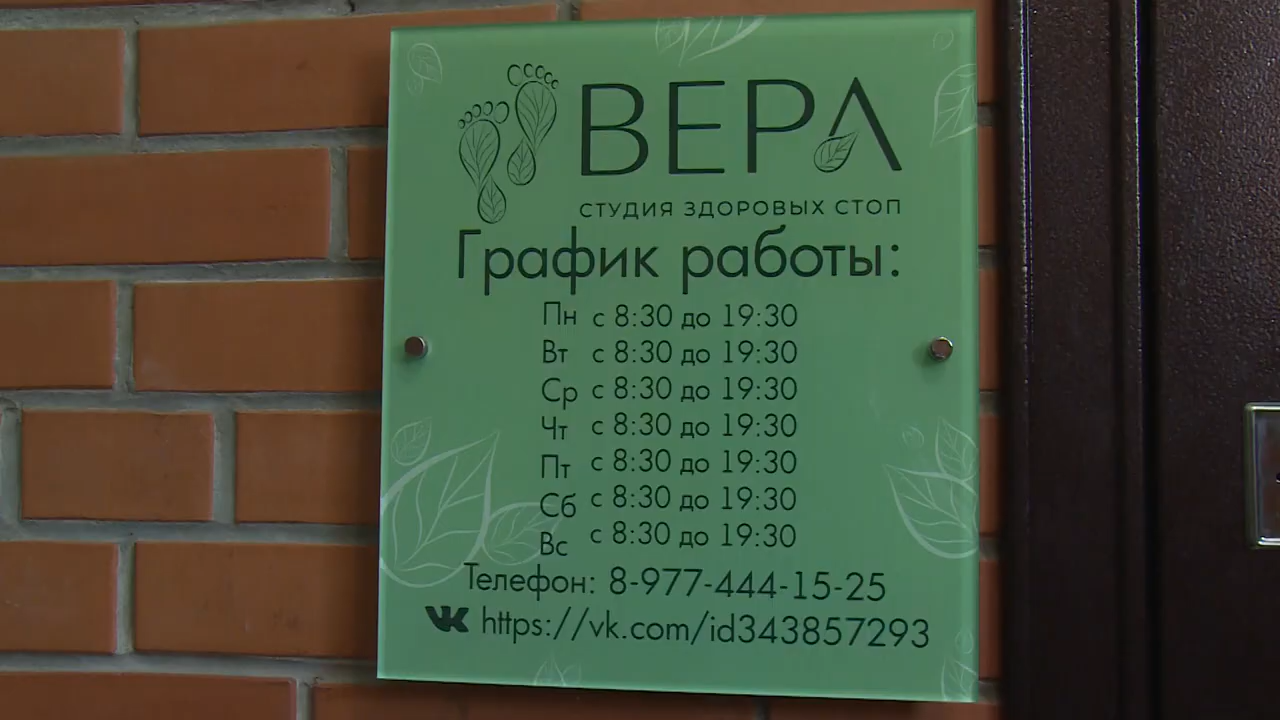 ВЕРА
СТУДИЯ ЗДОРОВЫХ СТОП
График работы:
Пн с 8:30 до 19:30
Вт с 8:30 до 19:30
Ср с 8:30 до 19:30
Чт с 8:30 до 19:30
Пт с 8:30 до 19:30
Сб с 8:30 до 19:30
Вс с 8:30 до 19:30
Телефон: 8-977-444-15-25
VK https://vk.com/id343857293